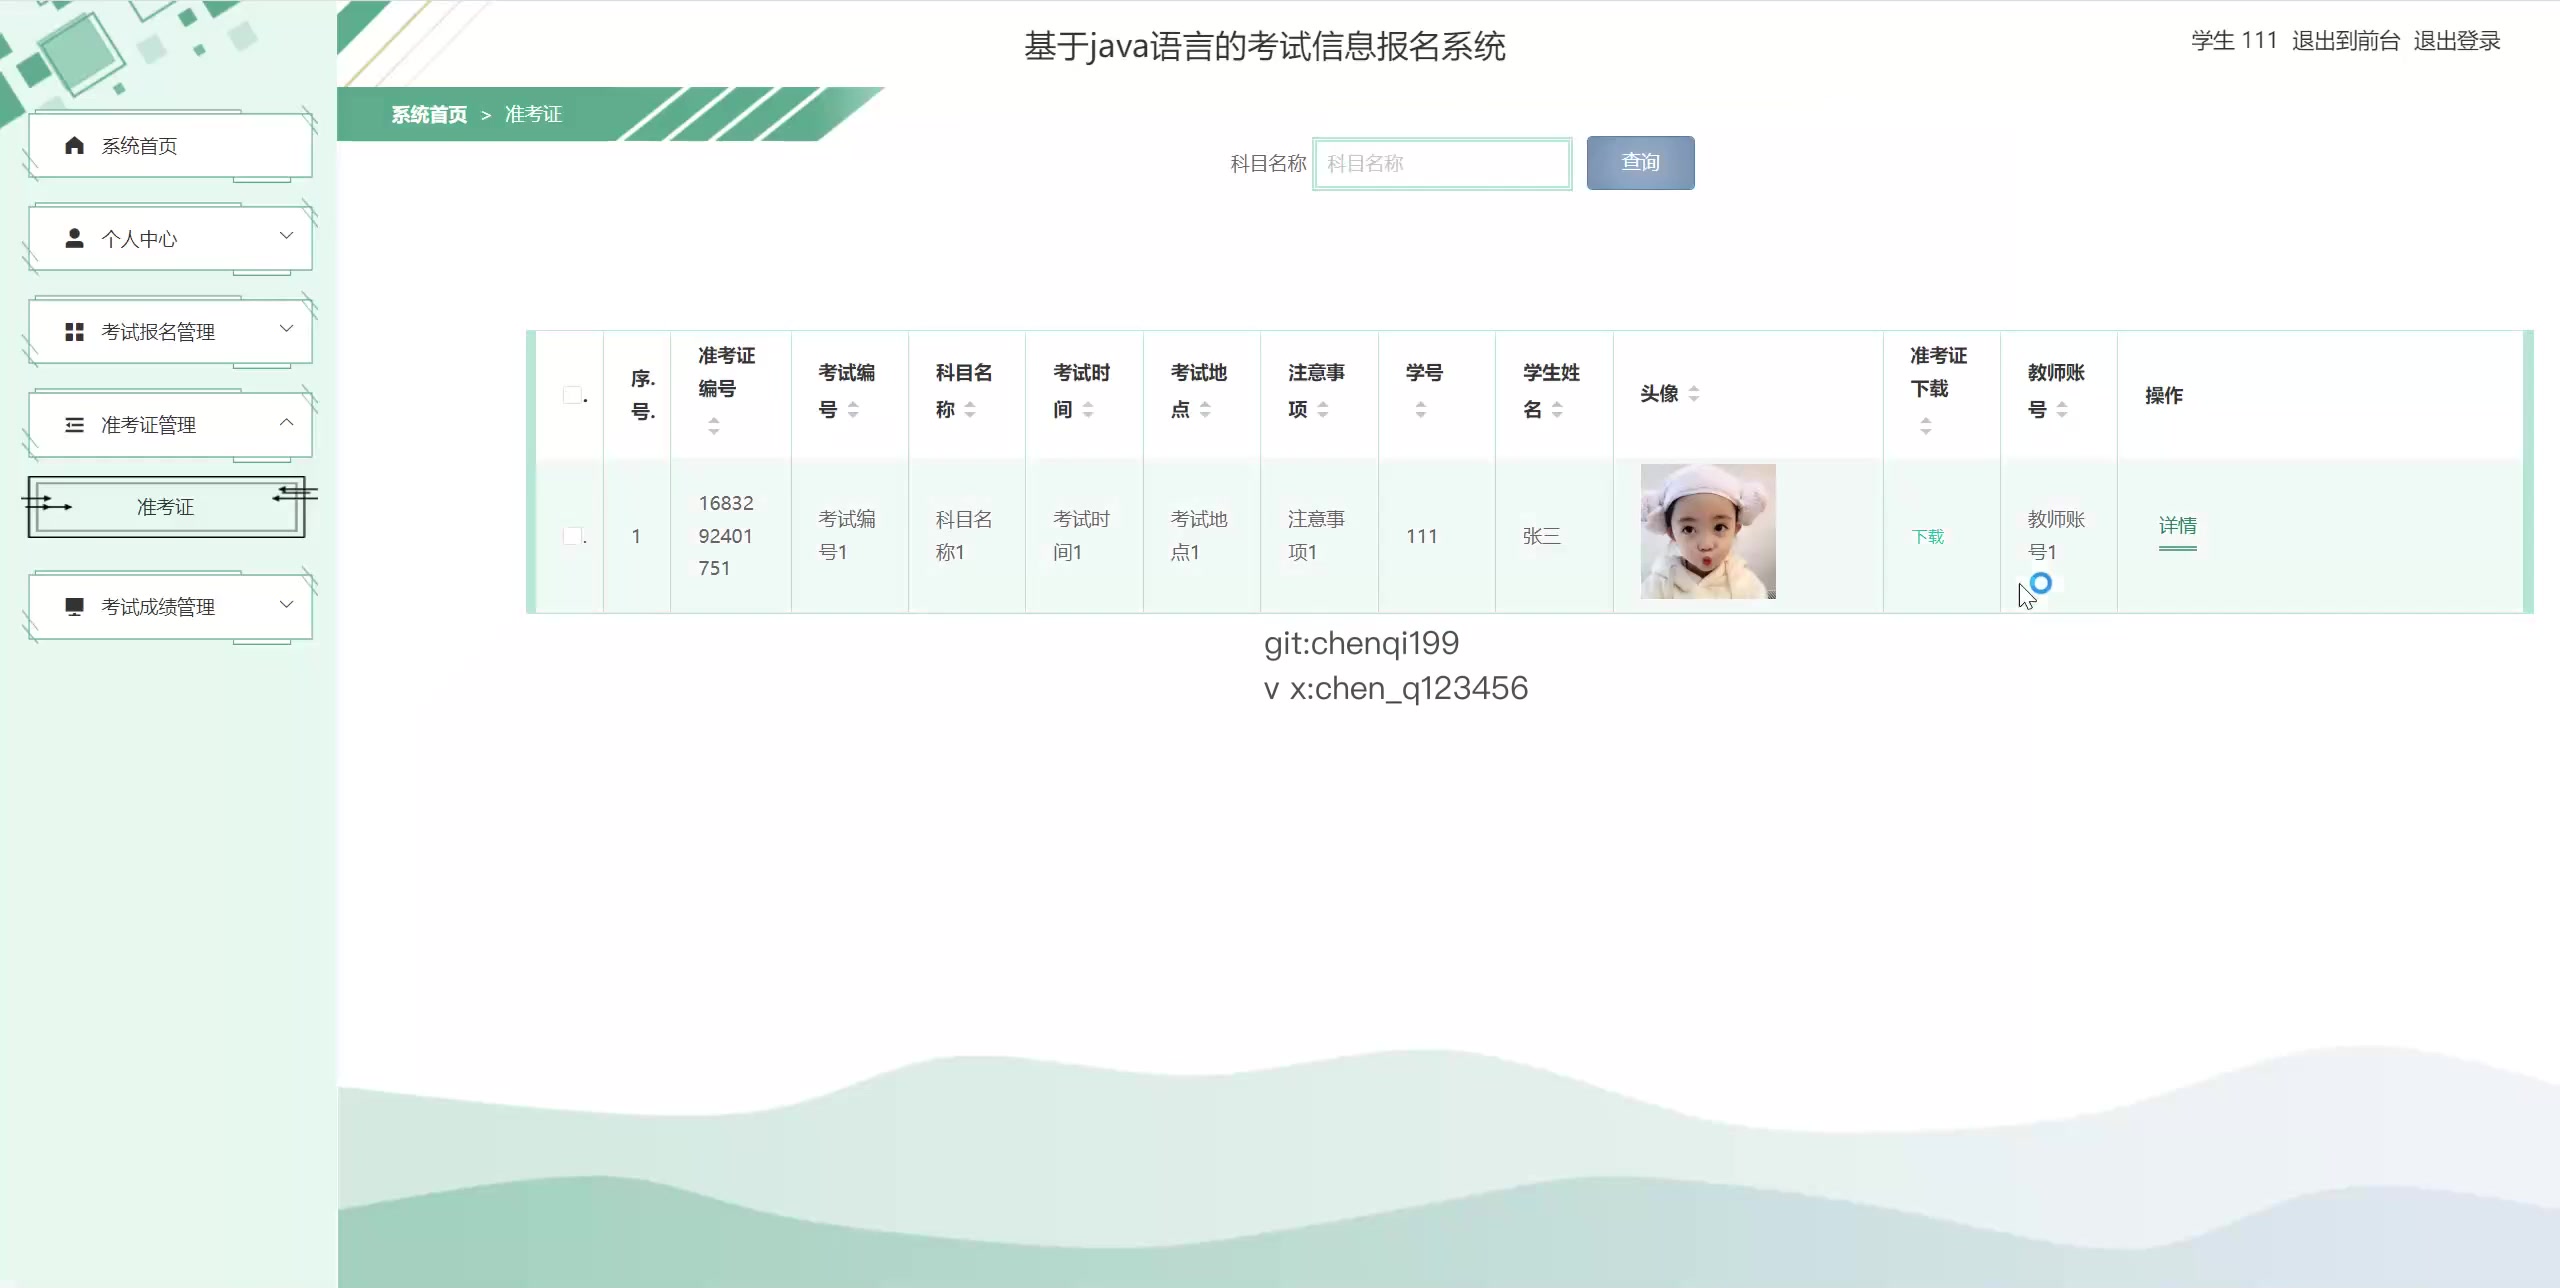 基于java语言的考试信息报名系统
学生 111 退出到前台 退出登录
系统首页 > 准考证
系统首页
个人中心
考试报名管理
准考证管理
准考证
考试成绩管理
科目名称 科目名称 查询
. 序. 准考证 考试编 科目名 考试时 考试地 注意事 学号 学生姓 头像 准考证 教师账 操作
号. 编号 号 称 间 点 项 名 下载 号
. 1 16832 考试编 科目名 考试时 考试地 注意事 111 张三 下载 教师账 详情
92401 号1 称1 间1 点1 项1 号1
751
git:chenqi199
v x:chen_q123456